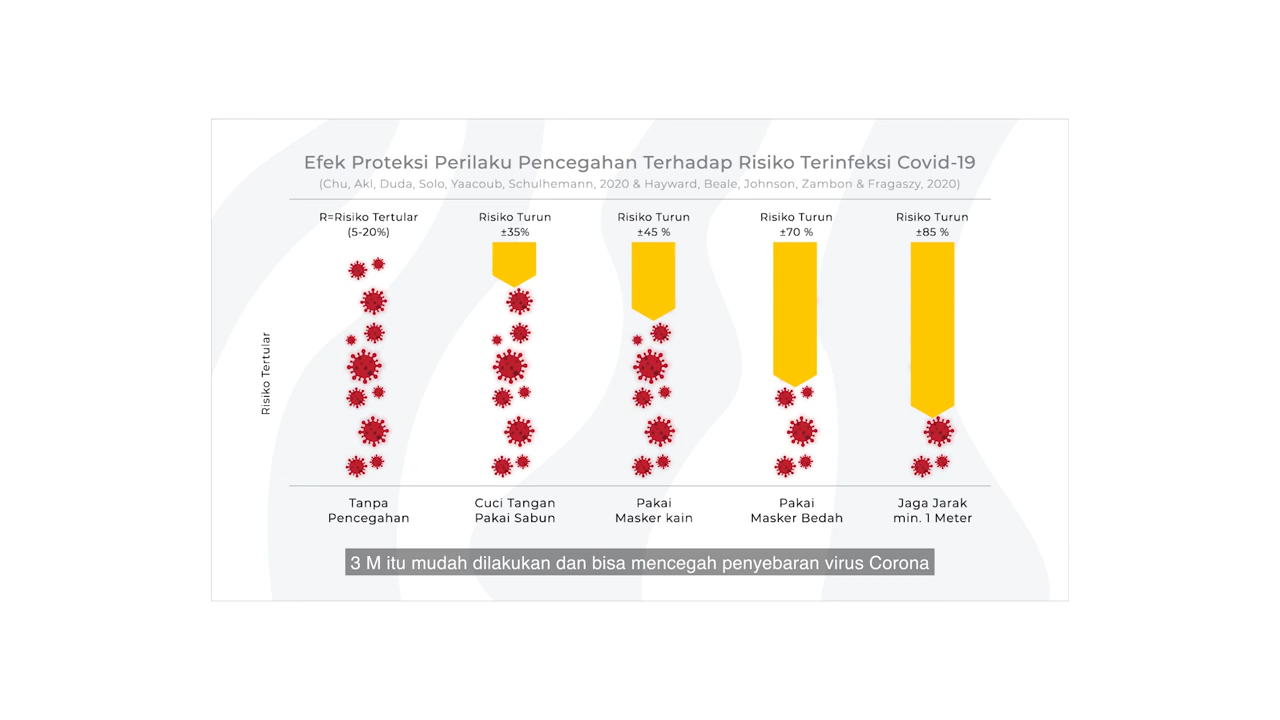 Efek Proteksi Perilaku Pencegahan Terhadap Risiko Terinfeksi Covid-19
(Chu, Akl, Duda, Solo, Yaacoub, Schulhemann, 2020 & Hayward, Beale, Johnson, Zambon & Fragaszy, 2020)
R=Risiko Tertular
(5-20%)
Risiko Turun
±35%
Risiko Turun
±45 %
Risiko Turun
±70 %
Risiko Turun
±85 %
Risiko Tertular
Tanpa
Pencegahan
Cuci Tangan
Pakai Sabun
Pakai
Masker kain
Pakai
Masker Bedah
Jaga Jarak
min. 1 Meter
3 M itu mudah dilakukan dan bisa mencegah penyebaran virus Corona